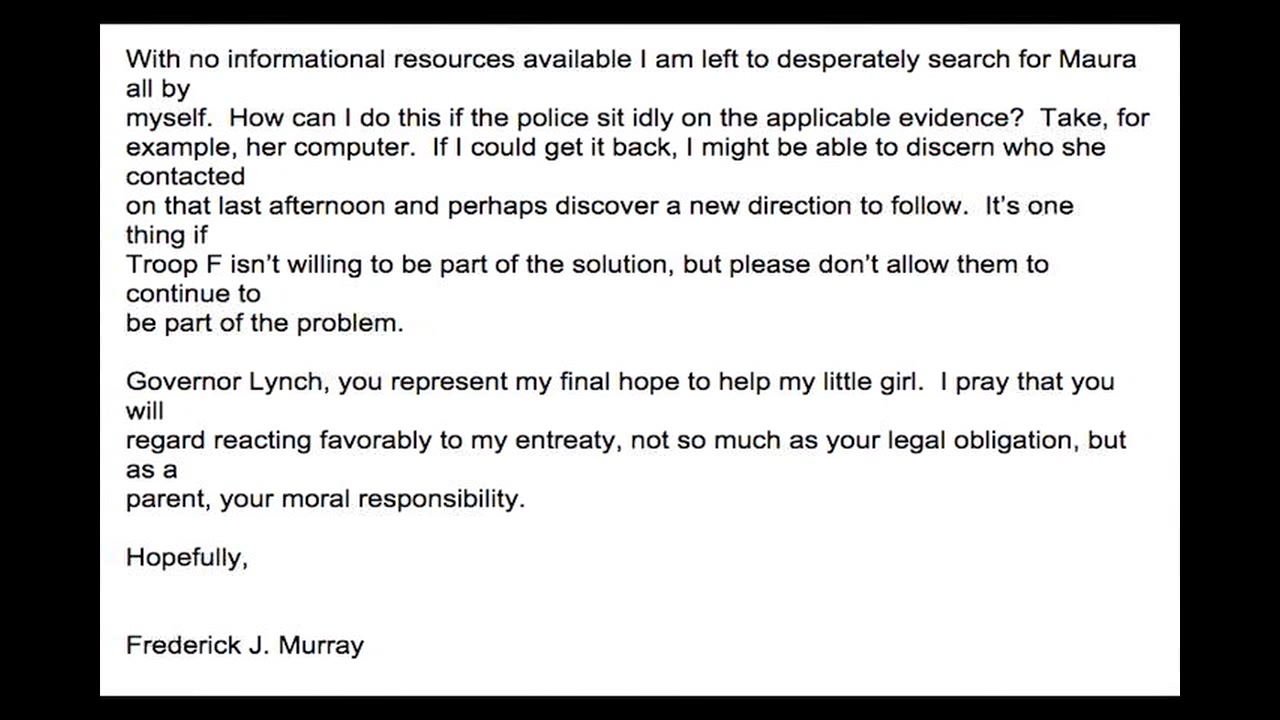 With no informational resources available I am left to desperately search for Maura
all by
myself.  How can I do this if the police sit idly on the applicable evidence?  Take, for
example, her computer.  If I could get it back, I might be able to discern who she
contacted
on that last afternoon and perhaps discover a new direction to follow.  It's one
thing if
Troop F isn't willing to be part of the solution, but please don't allow them to
continue to
be part of the problem.
Governor Lynch, you represent my final hope to help my little girl.  I pray that you
will
regard reacting favorably to my entreaty, not so much as your legal obligation, but
as a
parent, your moral responsibility.
Hopefully,
Frederick J. Murray